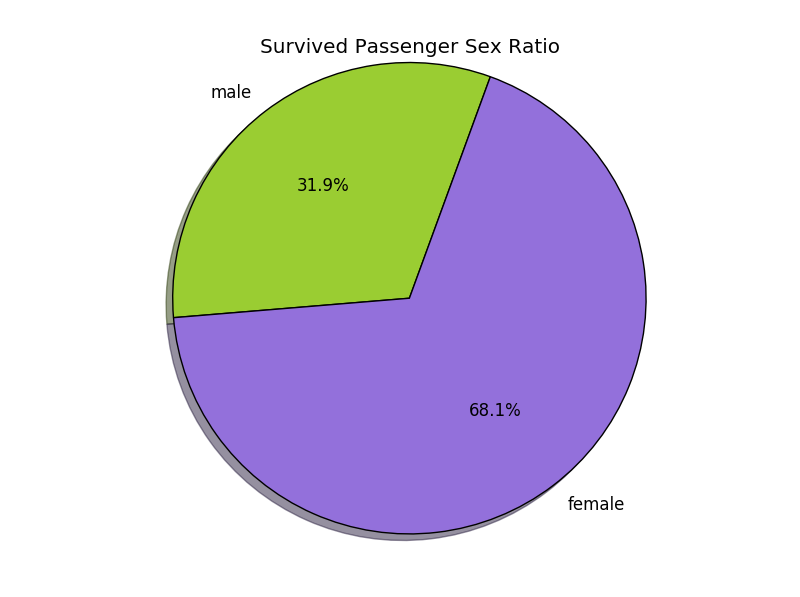 Survived Passenger Sex Ratio
male
31.9%
68.1%
female